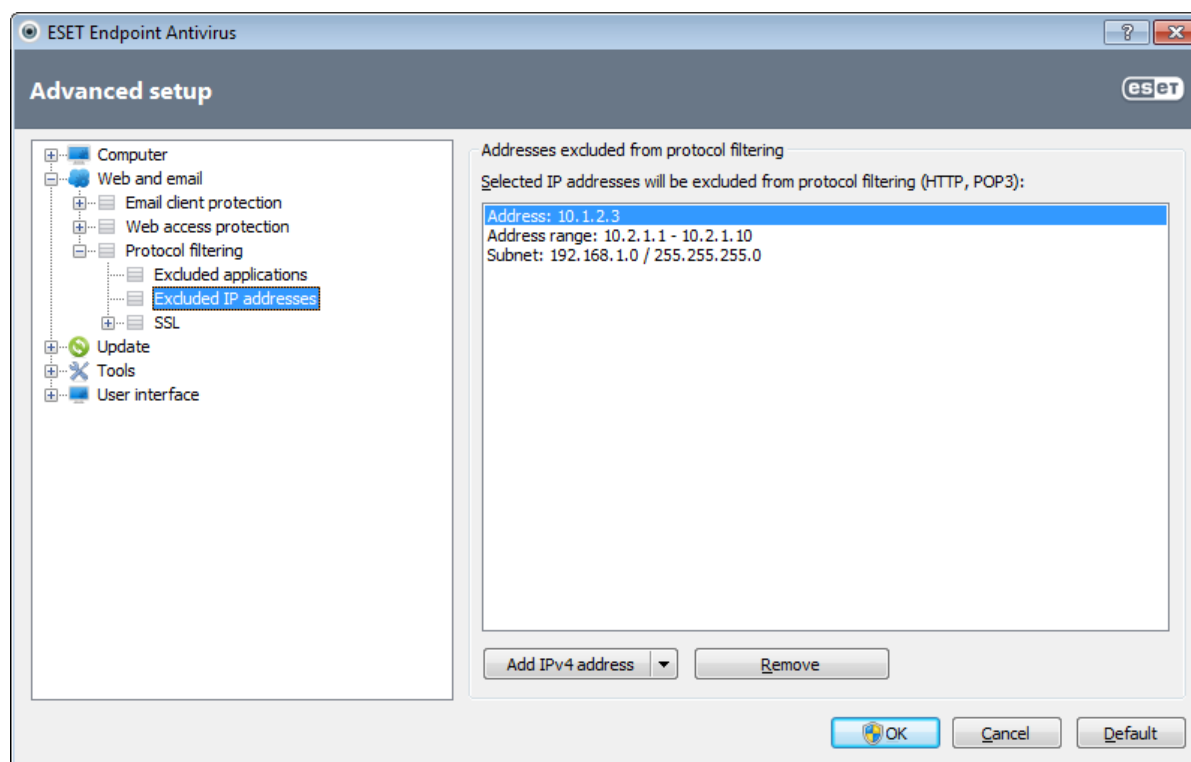 ESET Endpoint Antivirus
?
Advanced setup
eset
Computer
Web and email
Email client protection
Web access protection
Protocol filtering
Excluded applications
Excluded IP addresses
SSL
Update
Tools
User interface
Addresses excluded from protocol filtering
Selected IP addresses will be excluded from protocol filtering (HTTP, POP3):
Address: 10.1.2.3
Address range: 10.2.1.1 - 10.2.1.10
Subnet: 192.168.1.0 / 255.255.255.0
Add IPv4 address
Remove
OK
Cancel
Default